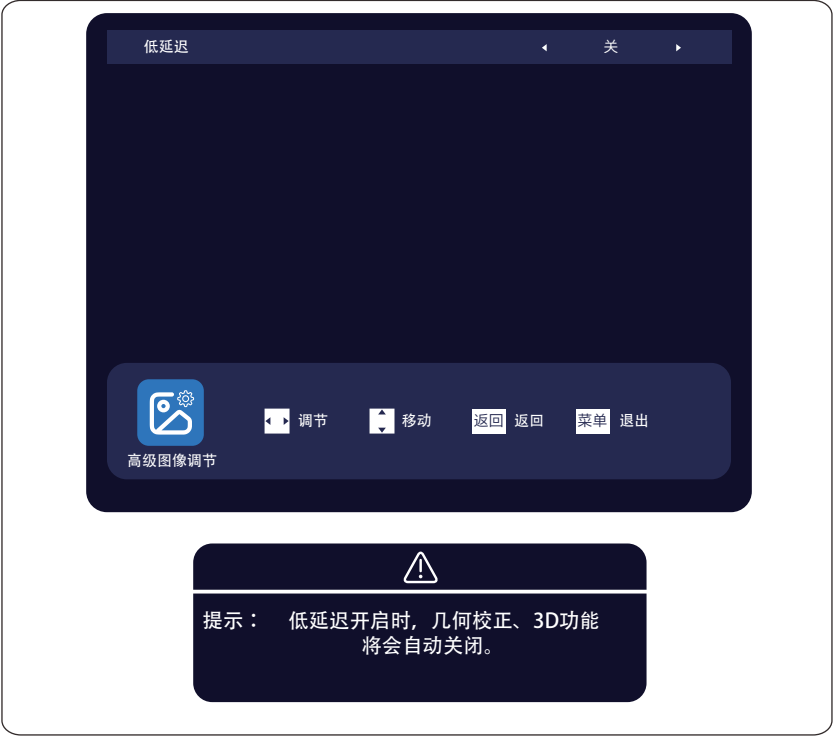 低延迟 关
调节 移动 返回 返回 菜单 退出
高级图像调节
提示： 低延迟开启时，几何校正、3D功能
将会自动关闭。